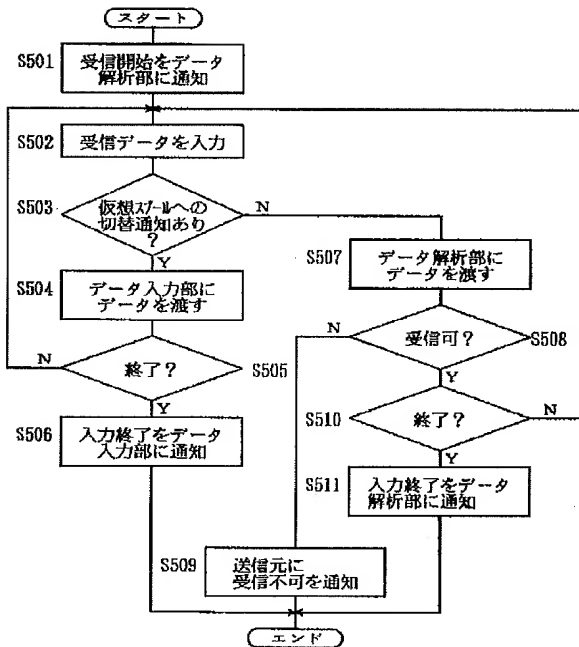 スタート
S501
受信開始をデータ
解析部に通知
S502
受信データを入力
S503
仮想スプールへの
切替通知あり
?
N
Y
S504
データ入力部に
データを渡す
S507
データ解析部に
データを渡す
N
終了?
S505
Y
N
受信可?
S508
Y
S506
入力終了をデータ
入力部に通知
S510
終了?
N
Y
S511
入力終了をデータ
解析部に通知
S509
送信元に
受信不可を通知
エンド